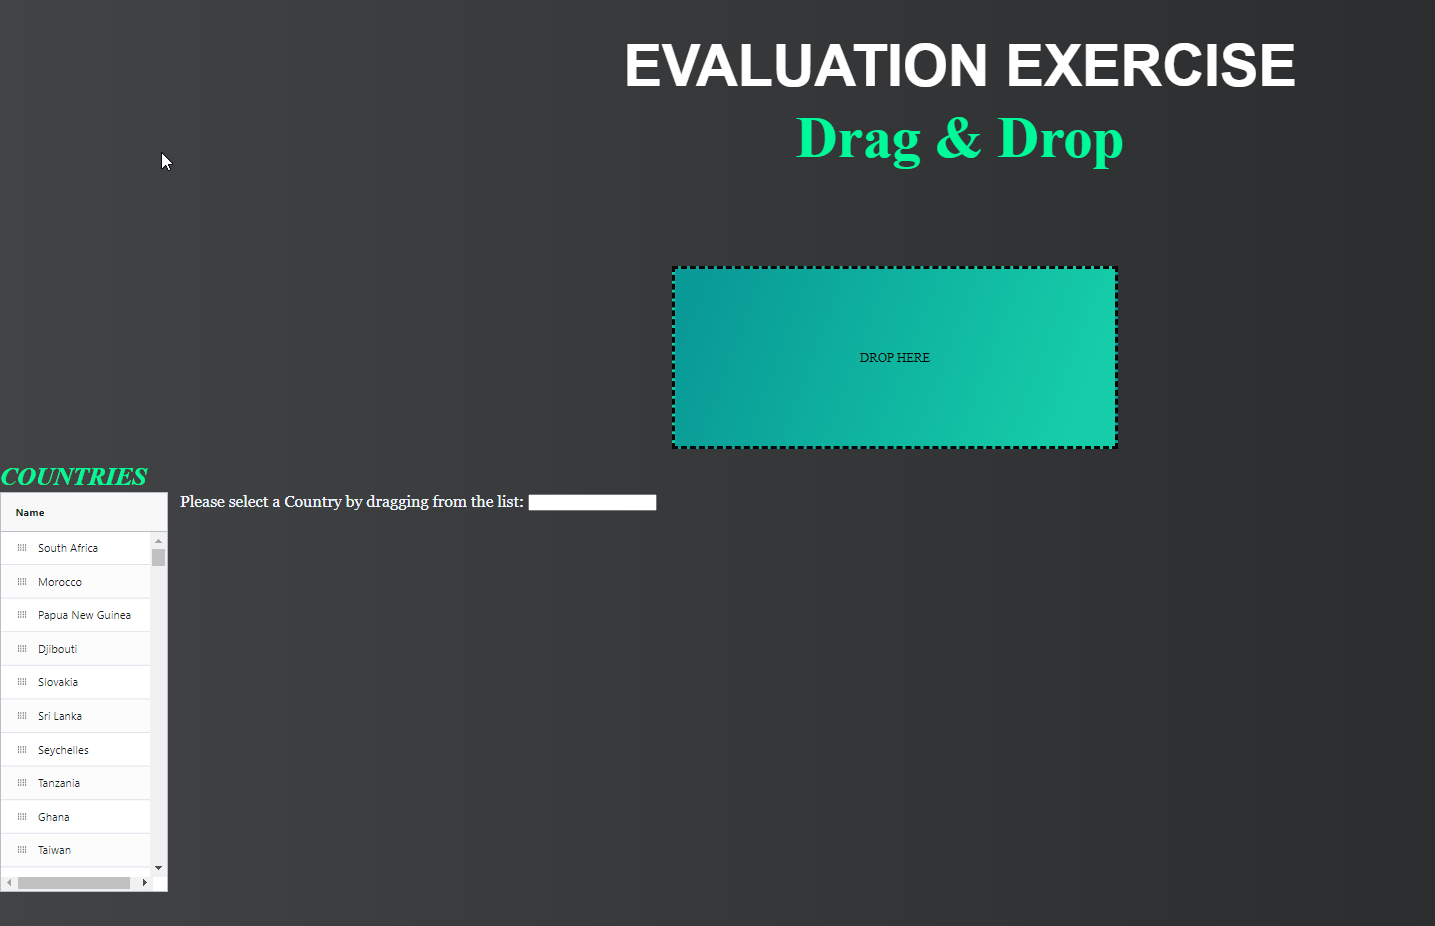 EVALUATION EXERCISE
Drag & Drop
DROP HERE
COUNTRIES
Please select a Country by dragging from the list:
Name
South Africa
Morocco
Papua New Guinea
Djibouti
Slovakia
Sri Lanka
Seychelles
Tanzania
Ghana
Taiwan